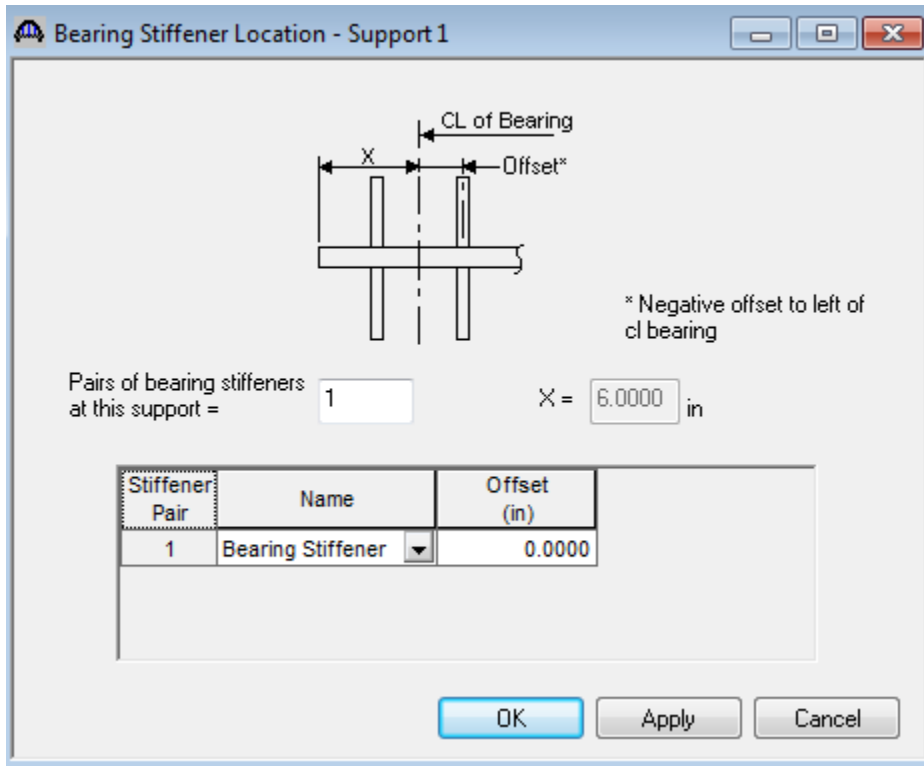 Bearing Stiffener Location - Support 1
CL of Bearing
X
Offset*
* Negative offset to left of
cl bearing
Pairs of bearing stiffeners
at this support =
1
X = 6.0000 in
Stiffener
Pair
Name
Offset
(in)
1 Bearing Stiffener 0.0000
OK Apply Cancel